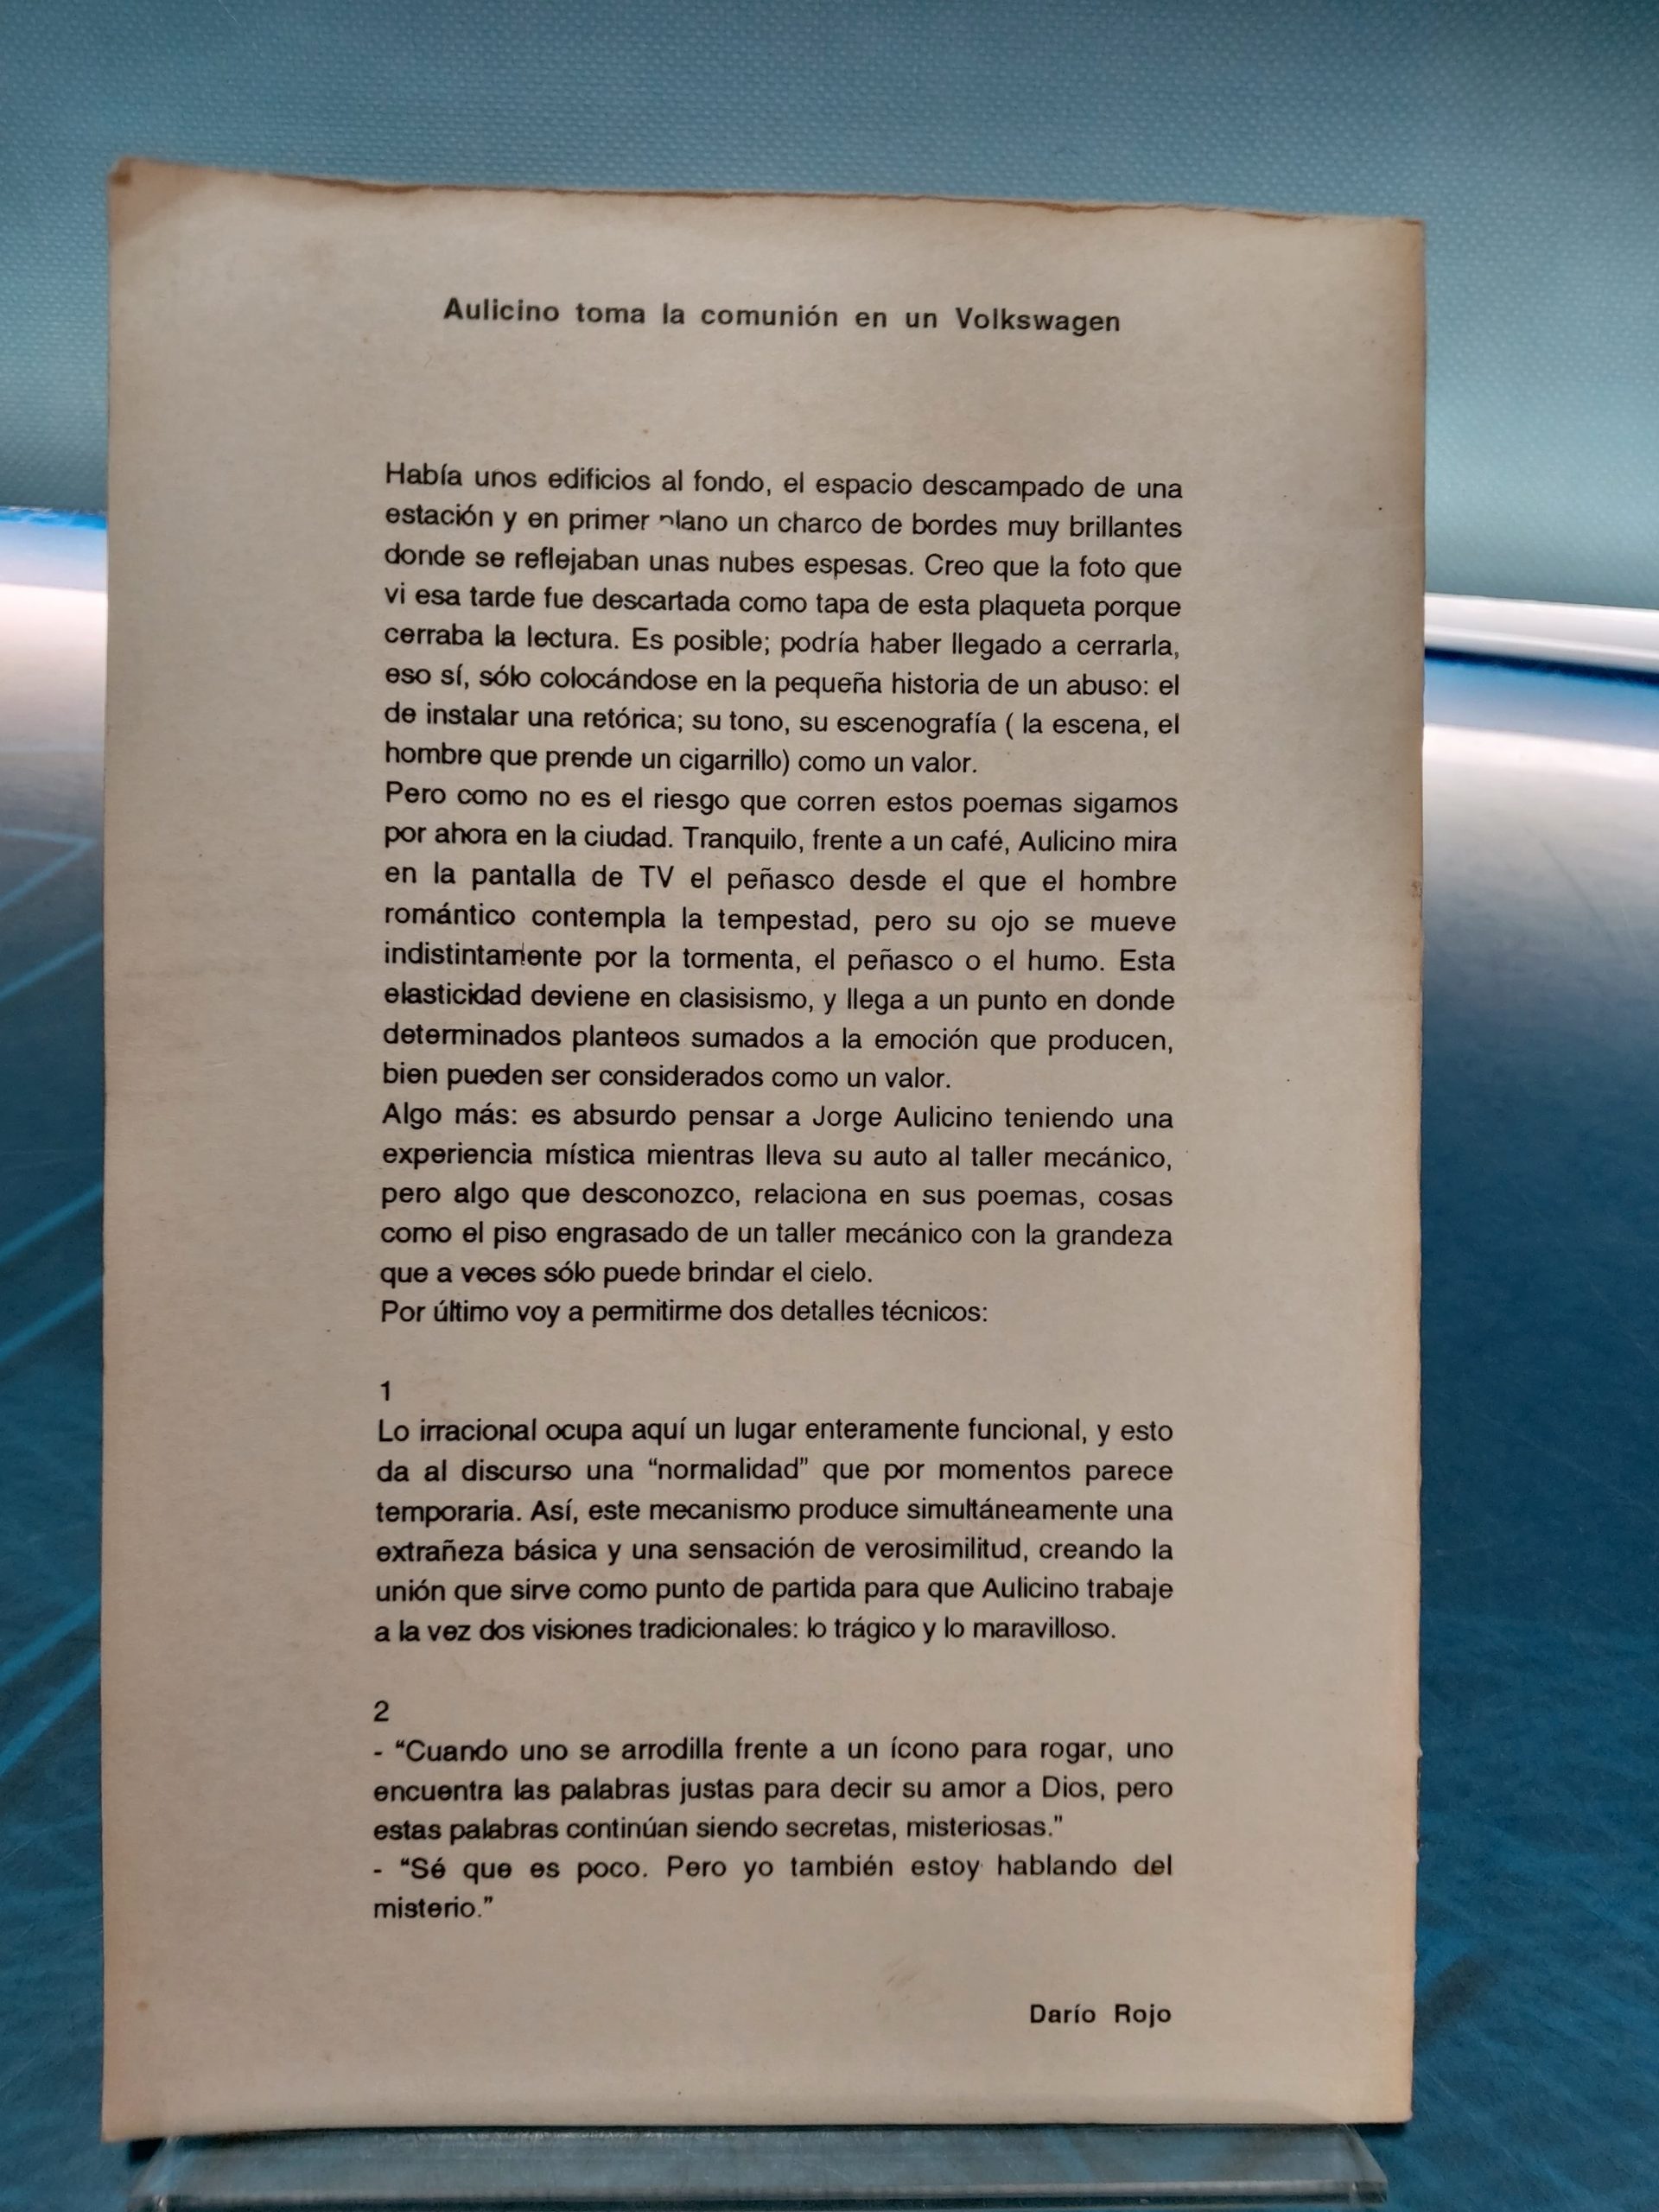 Aulicino toma la comunión en un Volkswagen
Había unos edificios al fondo, el espacio descampado de una
estación y en primer plano un charco de bordes muy brillantes
donde se reflejaban unas nubes espesas. Creo que la foto que
vi esa tarde fue descartada como tapa de esta plaqueta porque
cerraba la lectura. Es posible; podría haber llegado a cerrarla,
eso sí, sólo colocándose en la pequeña historia de un abuso: el
de instalar una retórica; su tono, su escenografía ( la escena, el
hombre que prende un cigarrillo) como un valor.
Pero como no es el riesgo que corren estos poemas sigamos
por ahora en la ciudad. Tranquilo, frente a un café, Aulicino mira
en la pantalla de TV el peñasco desde el que el hombre
romántico contempla la tempestad, pero su ojo se mueve
indistintamente por la tormenta, el peñasco o el humo. Esta
elasticidad deviene en clasisismo, y llega a un punto en donde
determinados planteos sumados a la emoción que producen,
bien pueden ser considerados como un valor.
Algo más: es absurdo pensar a Jorge Aulicino teniendo una
experiencia mística mientras lleva su auto al taller mecánico,
pero algo que desconozco, relaciona en sus poemas, cosas
como el piso engrasado de un taller mecánico con la grandeza
que a veces sólo puede brindar el cielo.
Por último voy a permitirme dos detalles técnicos:
1
Lo irracional ocupa aquí un lugar enteramente funcional, y esto
da al discurso una “normalidad” que por momentos parece
temporaria. Así, este mecanismo produce simultáneamente una
extrañeza básica y una sensación de verosimilitud, creando la
unión que sirve como punto de partida para que Aulicino trabaje
a la vez dos visiones tradicionales: lo trágico y lo maravilloso.
2
- “Cuando uno se arrodilla frente a un ícono para rogar, uno
encuentra las palabras justas para decir su amor a Dios, pero
estas palabras continúan siendo secretas, misteriosas.”
- “Sé que es poco. Pero yo también estoy hablando del
misterio.”
Darío Rojo